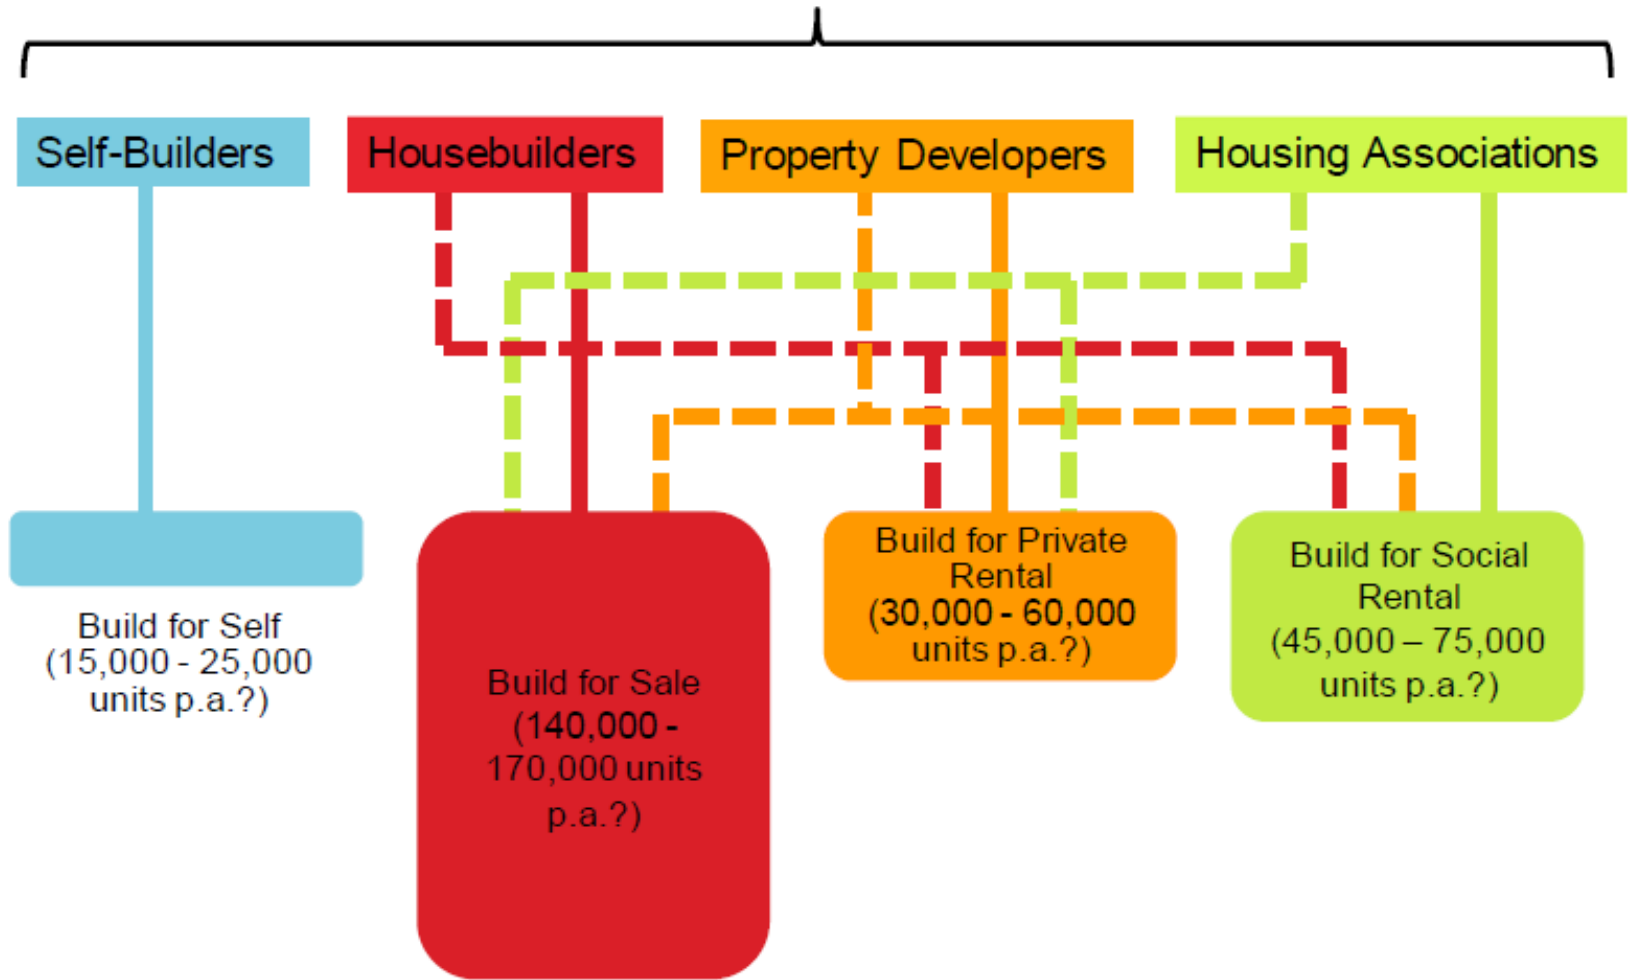 Self-Builders
Housebuilders
Property Developers
Housing Associations
Build for Self
(15,000 - 25,000
units p.a.?)
Build for Sale
(140,000 -
170,000 units
p.a.?)
Build for Private
Rental
(30,000 - 60,000
units p.a.?)
Build for Social
Rental
(45,000 – 75,000
units p.a.?)